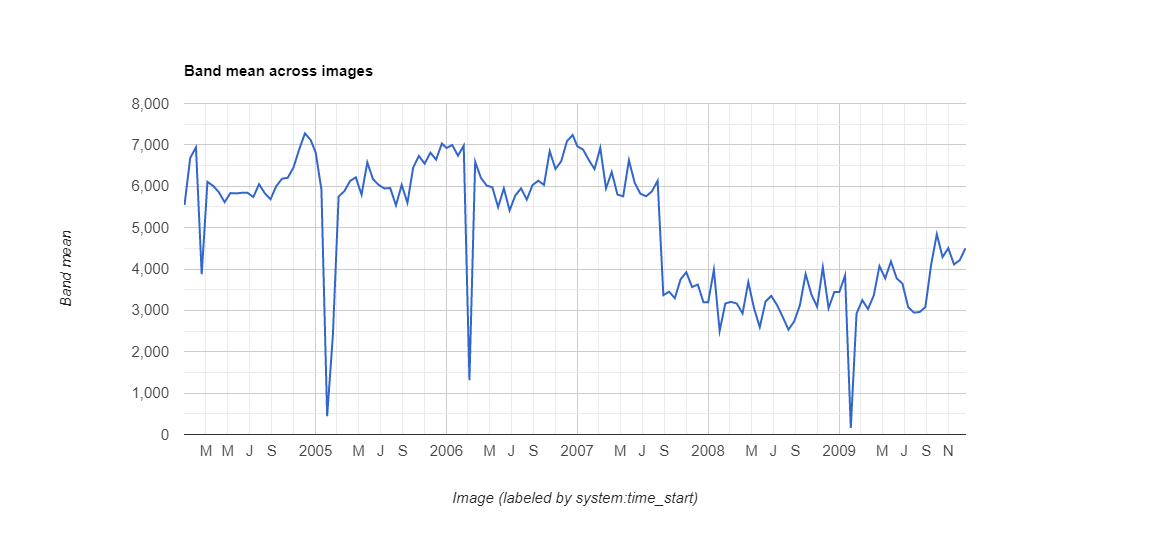 Band mean across images
8,000
7,000
6,000
5,000
4,000
3,000
2,000
1,000
0
Band mean
M M J S 2005 M J S 2006 M J S 2007 M J S 2008 M J S 2009 M J S N
Image (labeled by system:time_start)